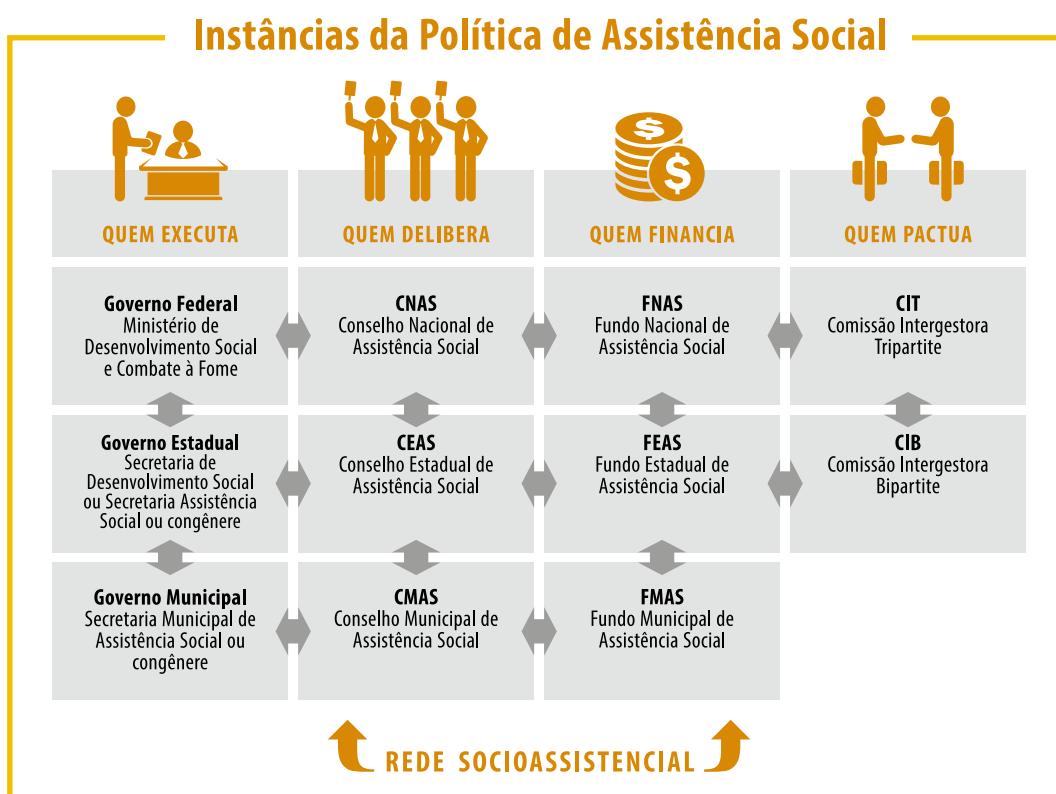 Instâncias da Política de Assistência Social
QUEM EXECUTA
QUEM DELIBERA
QUEM FINANCIA
QUEM PACTUA
Governo Federal
Ministério de
Desenvolvimento Social
e Combate à Fome
CNAS
Conselho Nacional de
Assistência Social
FNAS
Fundo Nacional de
Assistência Social
CIT
Comissão Intergestora
Tripartite
Governo Estadual
Secretaria de
Desenvolvimento Social
ou Secretaria Assistência
Social ou congênere
CEAS
Conselho Estadual de
Assistência Social
FEAS
Fundo Estadual de
Assistência Social
CIB
Comissão Intergestora
Bipartite
Governo Municipal
Secretaria Municipal de
Assistência Social ou
congênere
CMAS
Conselho Municipal de
Assistência Social
FMAS
Fundo Municipal de
Assistência Social
REDE SOCIOASSISTENCIAL